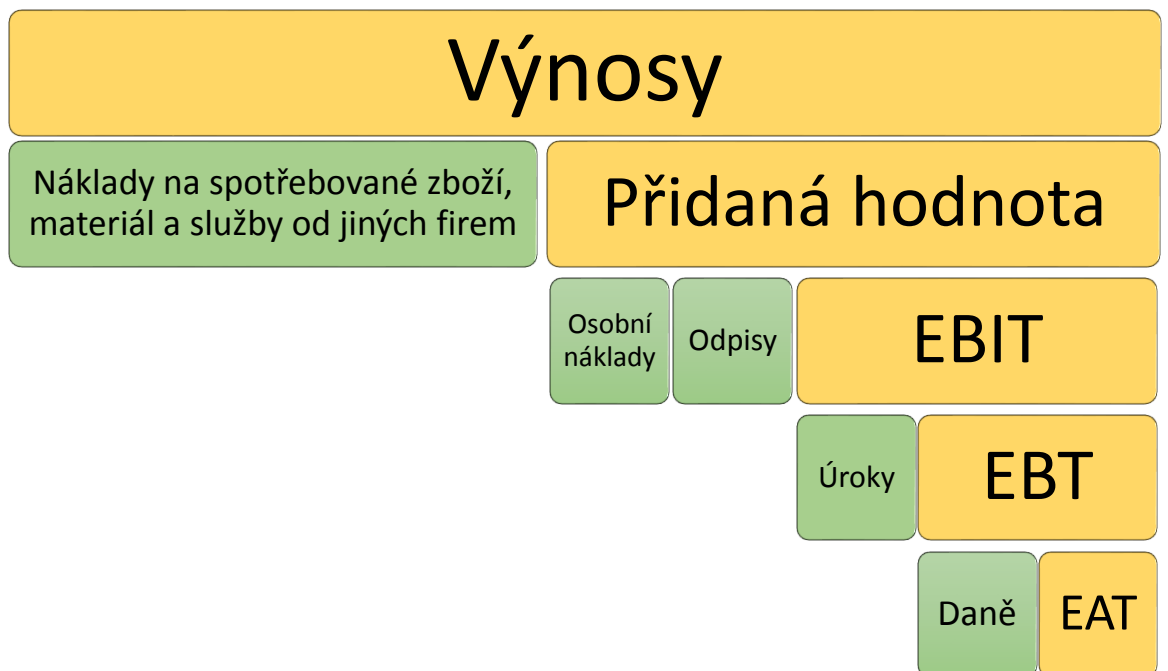 Výnosy
Náklady na spotřebované zboží,
materiál a služby od jiných firem
Přidaná hodnota
Osobní
náklady
Odpisy
EBIT
Úroky
EBT
Daně
EAT